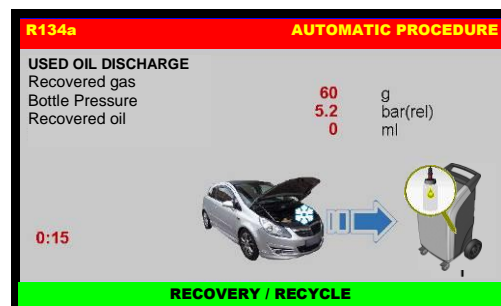 R134a AUTOMATIC PROCEDURE
USED OIL DISCHARGE
Recovered gas 60 g
Bottle Pressure 5.2 bar(rel)
Recovered oil 0 ml
0:15
RECOVERY / RECYCLE